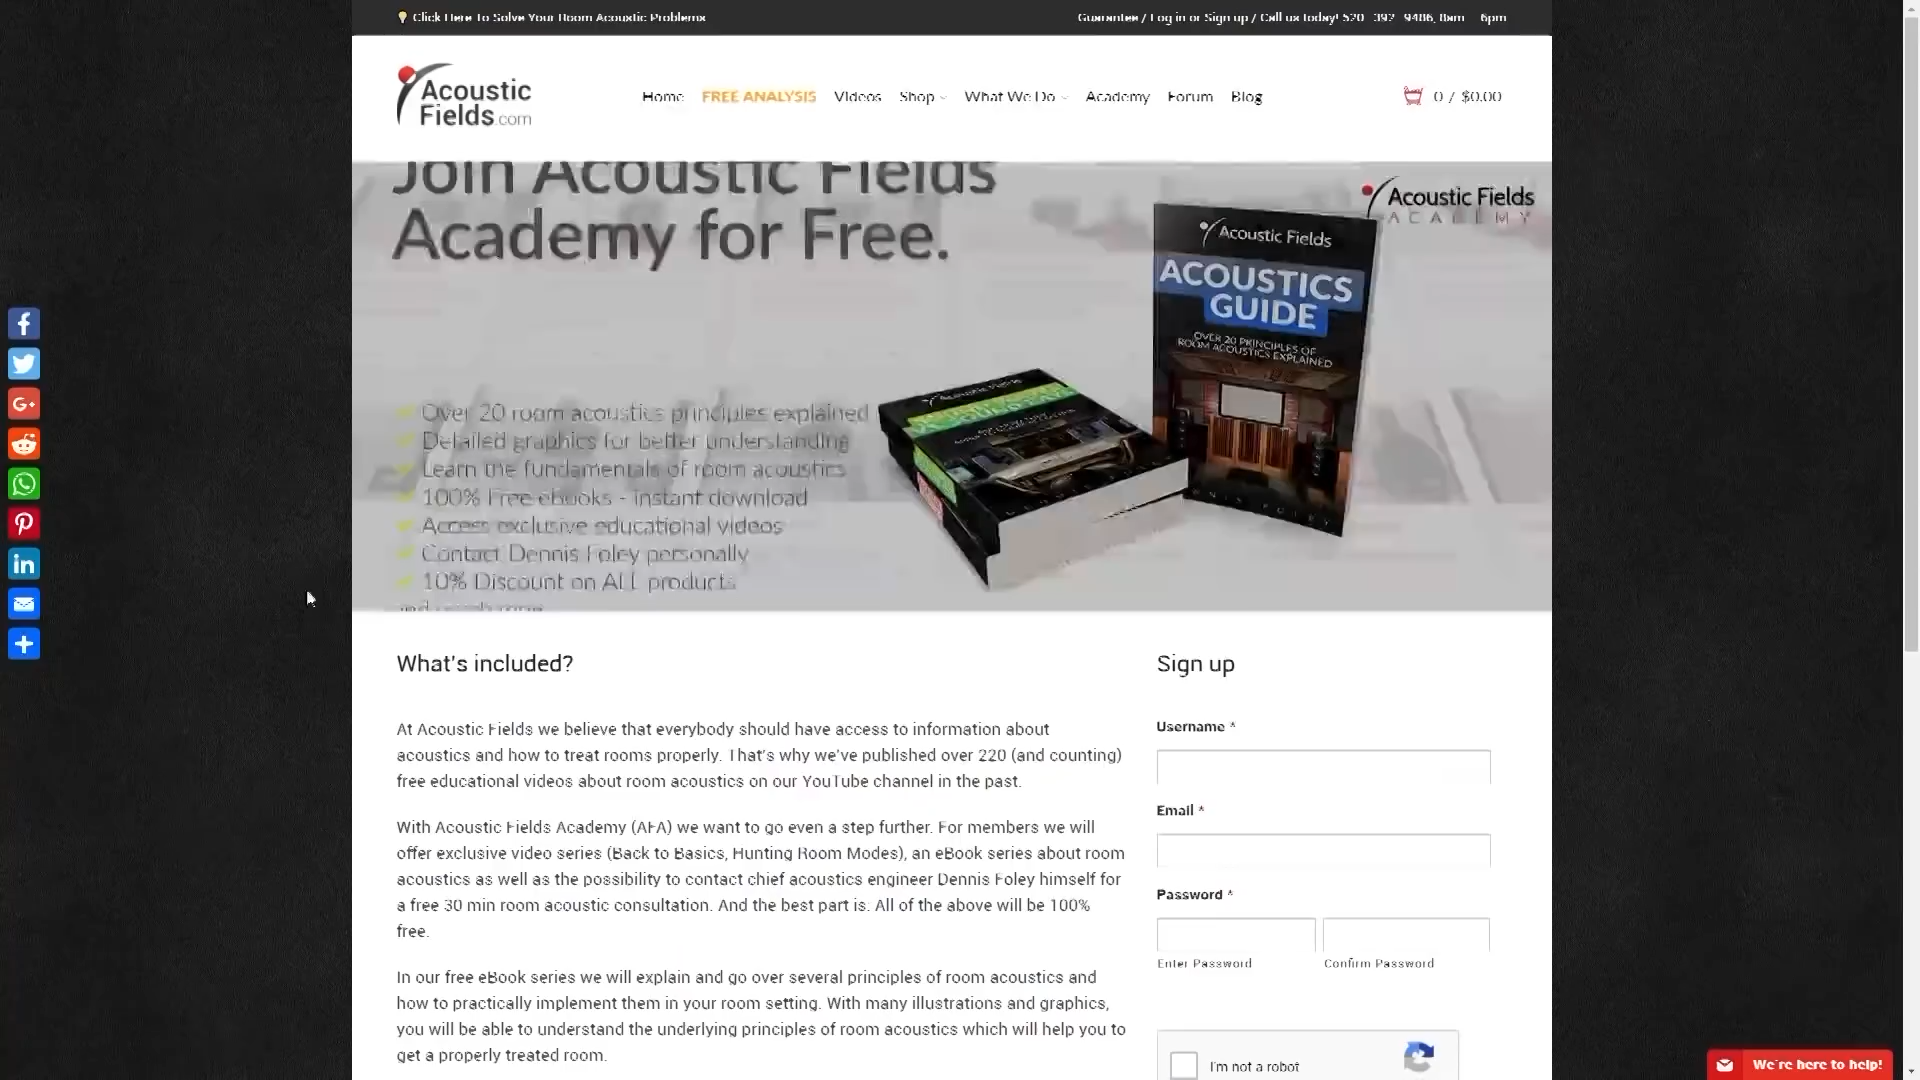 Click Here To Solve Your Room Acoustic Problems
Guarantee / Log in or Sign up / Call us today! 520 - 392 - 9486, 8am - 6pm
Acoustic
Fields.com
Home FREE ANALYSIS Videos Shop What We Do Academy Forum Blog
0 / $0.00
Join Acoustic Fields
Academy for Free.
Acoustic Fields
ACADEMY
Acoustic Fields
ACOUSTICS
GUIDE
OVER 20 PRINCIPLES OF
ROOM ACOUSTICS EXPLAINED
Over 20 room acoustics principles explained
Detailed graphics for better understanding
Learn the fundamentals of room acoustics
100% Free ebooks - instant download
Access exclusive educational videos
Contact Dennis Foley personally
10% Discount on ALL products
Acoustic Fields
What's included?
At Acoustic Fields we believe that everybody should have access to information about
acoustics and how to treat rooms properly. That's why we've published over 220 (and counting)
free educational videos about room acoustics on our YouTube channel in the past.
With Acoustic Fields Academy (AFA) we want to go even a step further. For members we will
offer exclusive video series (Back to Basics, Hunting Room Modes), an eBook series about room
acoustics as well as the possibility to contact chief acoustics engineer Dennis Foley himself for
a free 30 min room acoustic consultation. And the best part is: All of the above will be 100%
free.
In our free eBook series we will explain and go over several principles of room acoustics and
how to practically implement them in your room setting. With many illustrations and graphics,
you will be able to understand the underlying principles of room acoustics which will help you to
get a properly treated room.
Sign up
Username *
Email *
Password *
Enter Password
Confirm Password
I'm not a robot
We're here to help!